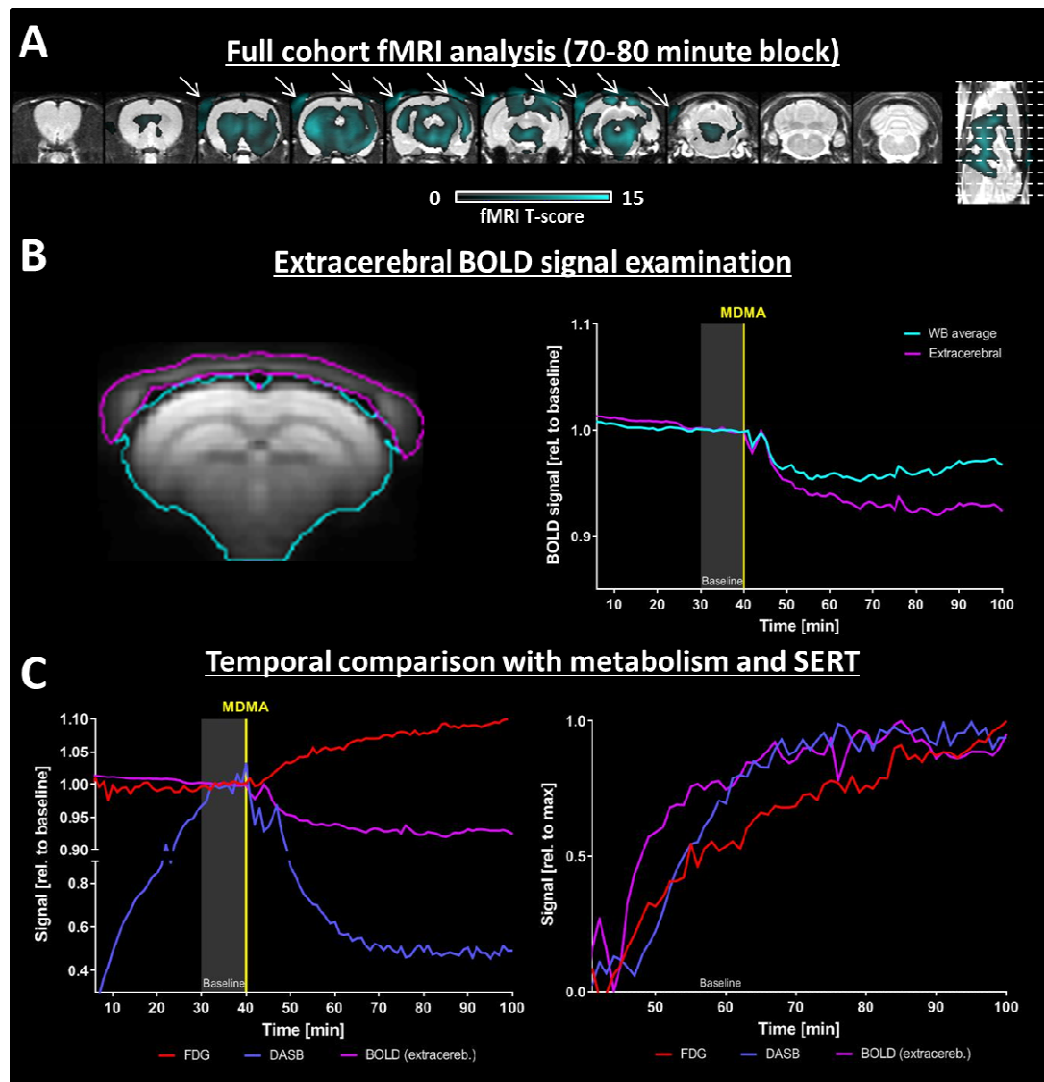 A
Full cohort fMRI analysis (70-80 minute block)
0
15
fMRI T-score
B
Extracerebral BOLD signal examination
MDMA
1.1
1.0
0.9
BOLD signal [rel. to baseline]
WB average
Extracerebral
Baseline
10 20 30 40 50 60 70 80 90 100
Time [min]
C
Temporal comparison with metabolism and SERT
MDMA
1.10
1.05
1.00
0.95
0.90
0.8
0.6
0.4
Signal [rel. to baseline]
Baseline
10 20 30 40 50 60 70 80 90 100
Time [min]
FDG DASB BOLD (extracereb.)
1.0
0.5
0.0
Signal [rel. to max]
Baseline
50 60 70 80 90 100
Time [min]
FDG DASB BOLD (extracereb.)